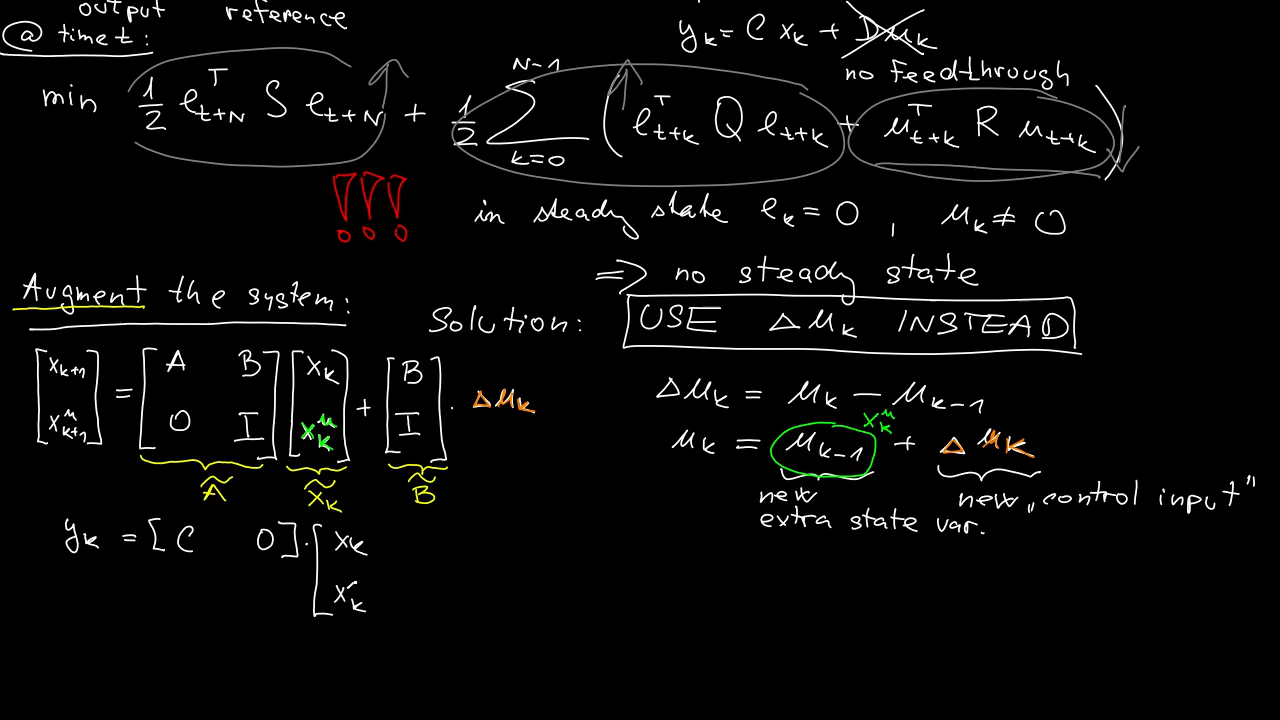 output reference
@ time t:
y_k = C x_k + D u_k
no feedthrough
min 1/2 e^T_{t+N} S e_{t+N} + 1/2 Σ_{k=0}^{N-1} ( e^T_{t+k} Q e_{t+k} + u^T_{t+k} R u_{t+k} )
!!!
in steady state e_k = 0 , u_k ≠ 0
=> no steady state
Augment the system:
Solution: USE Δu_k INSTEAD
[x_{k+1} ; x^u_{k+1}] = [A B ; 0 I] [x_k ; x^u_k] + [B ; I] · Δu_k
Ã x̃_k B̃
Δu_k = u_k - u_{k-1}
x^u_k
u_k = u_{k-1} + Δ u_k
new extra state var.
new „control input"
y_k = [C 0] · [x_k ; x_k